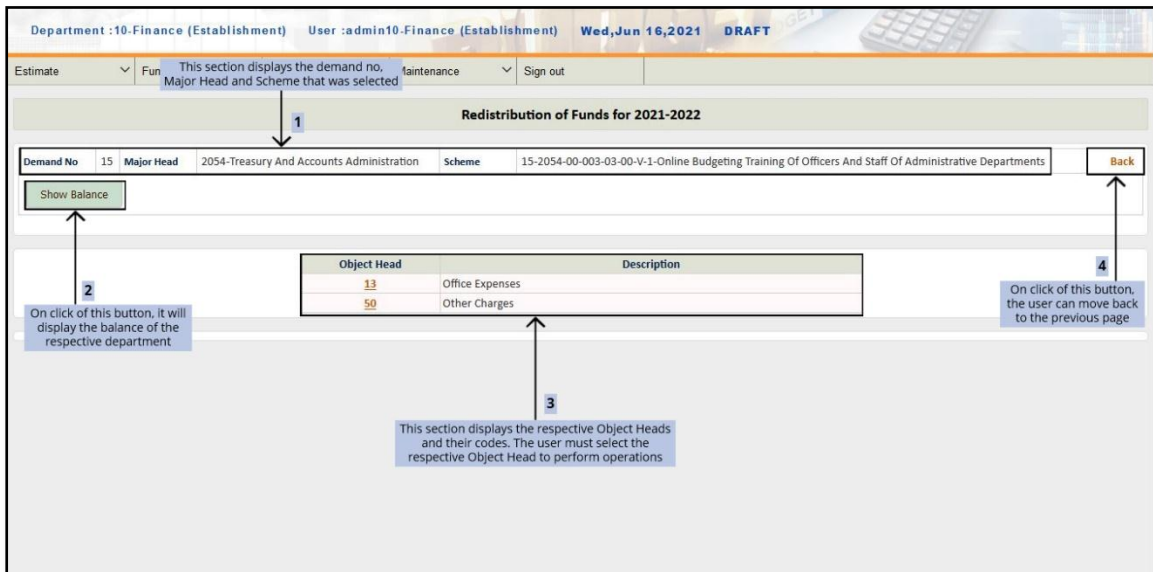 Department :10-Finance (Establishment) User :admin10-Finance (Establishment) Wed,Jun 16,2021 DRAFT
Estimate Maintenance Sign out
This section displays the demand no,
Major Head and Scheme that was selected
Redistribution of Funds for 2021-2022
1
Demand No 15 Major Head 2054-Treasury And Accounts Administration Scheme 15-2054-00-003-03-00-V-1-Online Budgeting Training Of Officers And Staff Of Administrative Departments Back
Show Balance
Object Head Description
13 Office Expenses
50 Other Charges
2
On click of this button, it will
display the balance of the
respective department
4
On click of this button,
the user can move back
to the previous page
3
This section displays the respective Object Heads
and their codes. The user must select the
respective Object Head to perform operations